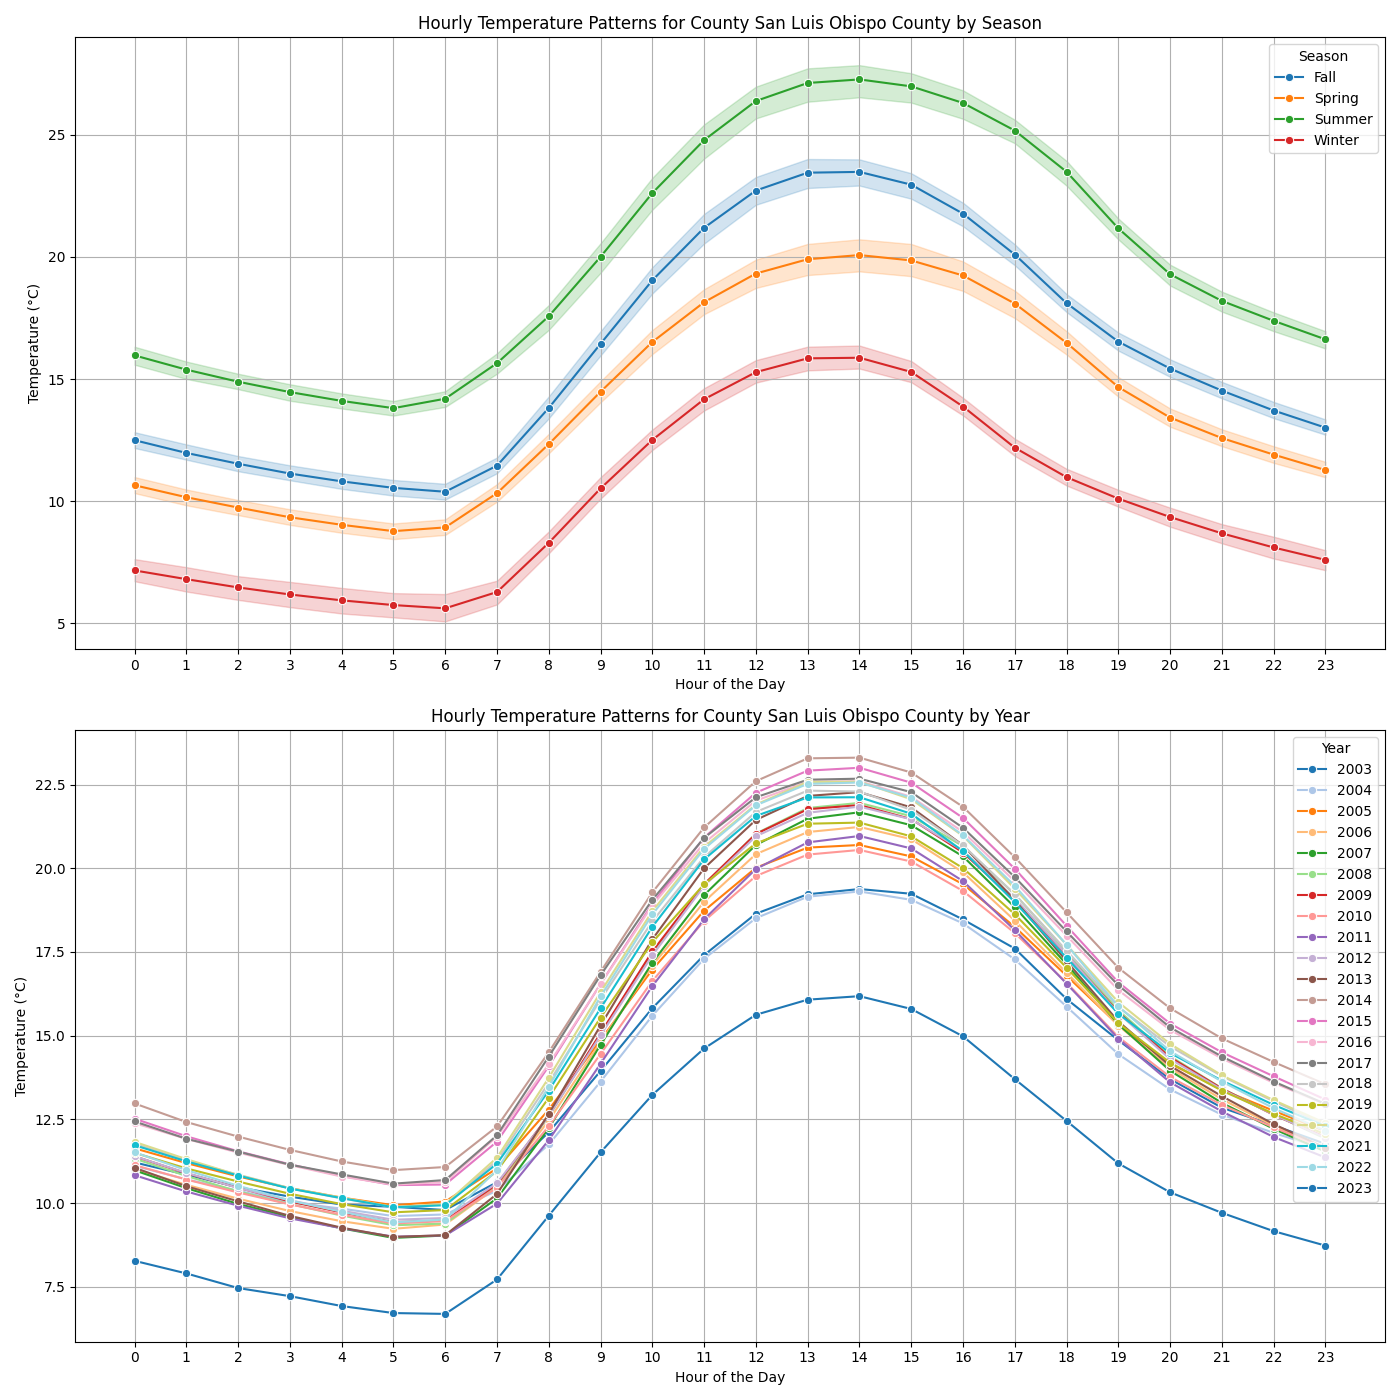 Hourly Temperature Patterns for County San Luis Obispo County by Season
Season
Fall
Spring
Summer
Winter
Temperature (°C)
25
20
15
10
5
0 1 2 3 4 5 6 7 8 9 10 11 12 13 14 15 16 17 18 19 20 21 22 23
Hour of the Day
Hourly Temperature Patterns for County San Luis Obispo County by Year
Year
2003
2004
2005
2006
2007
2008
2009
2010
2011
2012
2013
2014
2015
2016
2017
2018
2019
2020
2021
2022
2023
Temperature (°C)
22.5
20.0
17.5
15.0
12.5
10.0
7.5
0 1 2 3 4 5 6 7 8 9 10 11 12 13 14 15 16 17 18 19 20 21 22 23
Hour of the Day